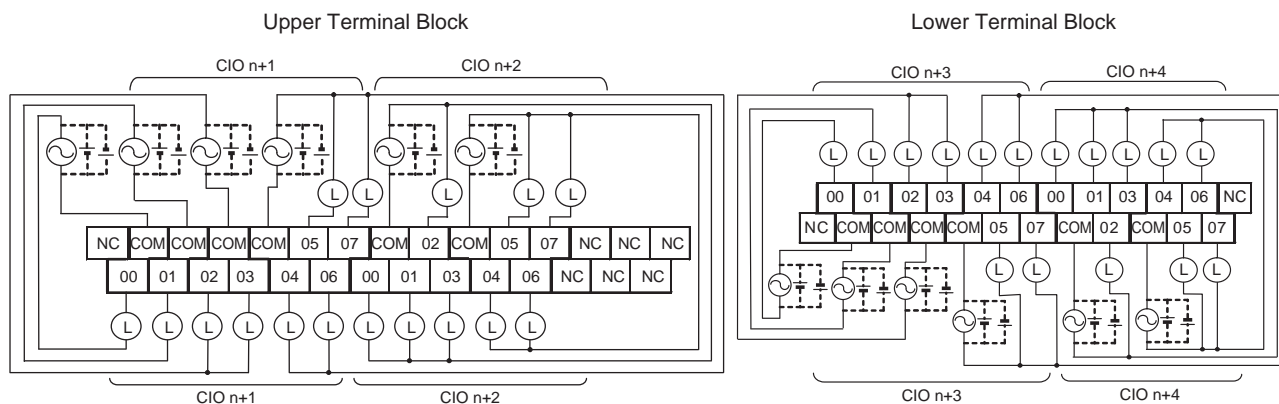 Upper Terminal Block
CIO n+1 CIO n+2
L L L L L
NC COM COM COM COM 05 07 COM 02 COM 05 07 NC NC NC
00 01 02 03 04 06 00 01 03 04 06 NC NC NC
L L L L L L L L L L L
CIO n+1 CIO n+2
Lower Terminal Block
CIO n+3 CIO n+4
L L L L L L L L L L L
00 01 02 03 04 06 00 01 03 04 06 NC
NC COM COM COM COM 05 07 COM 02 COM 05 07
L L L L L
CIO n+3 CIO n+4